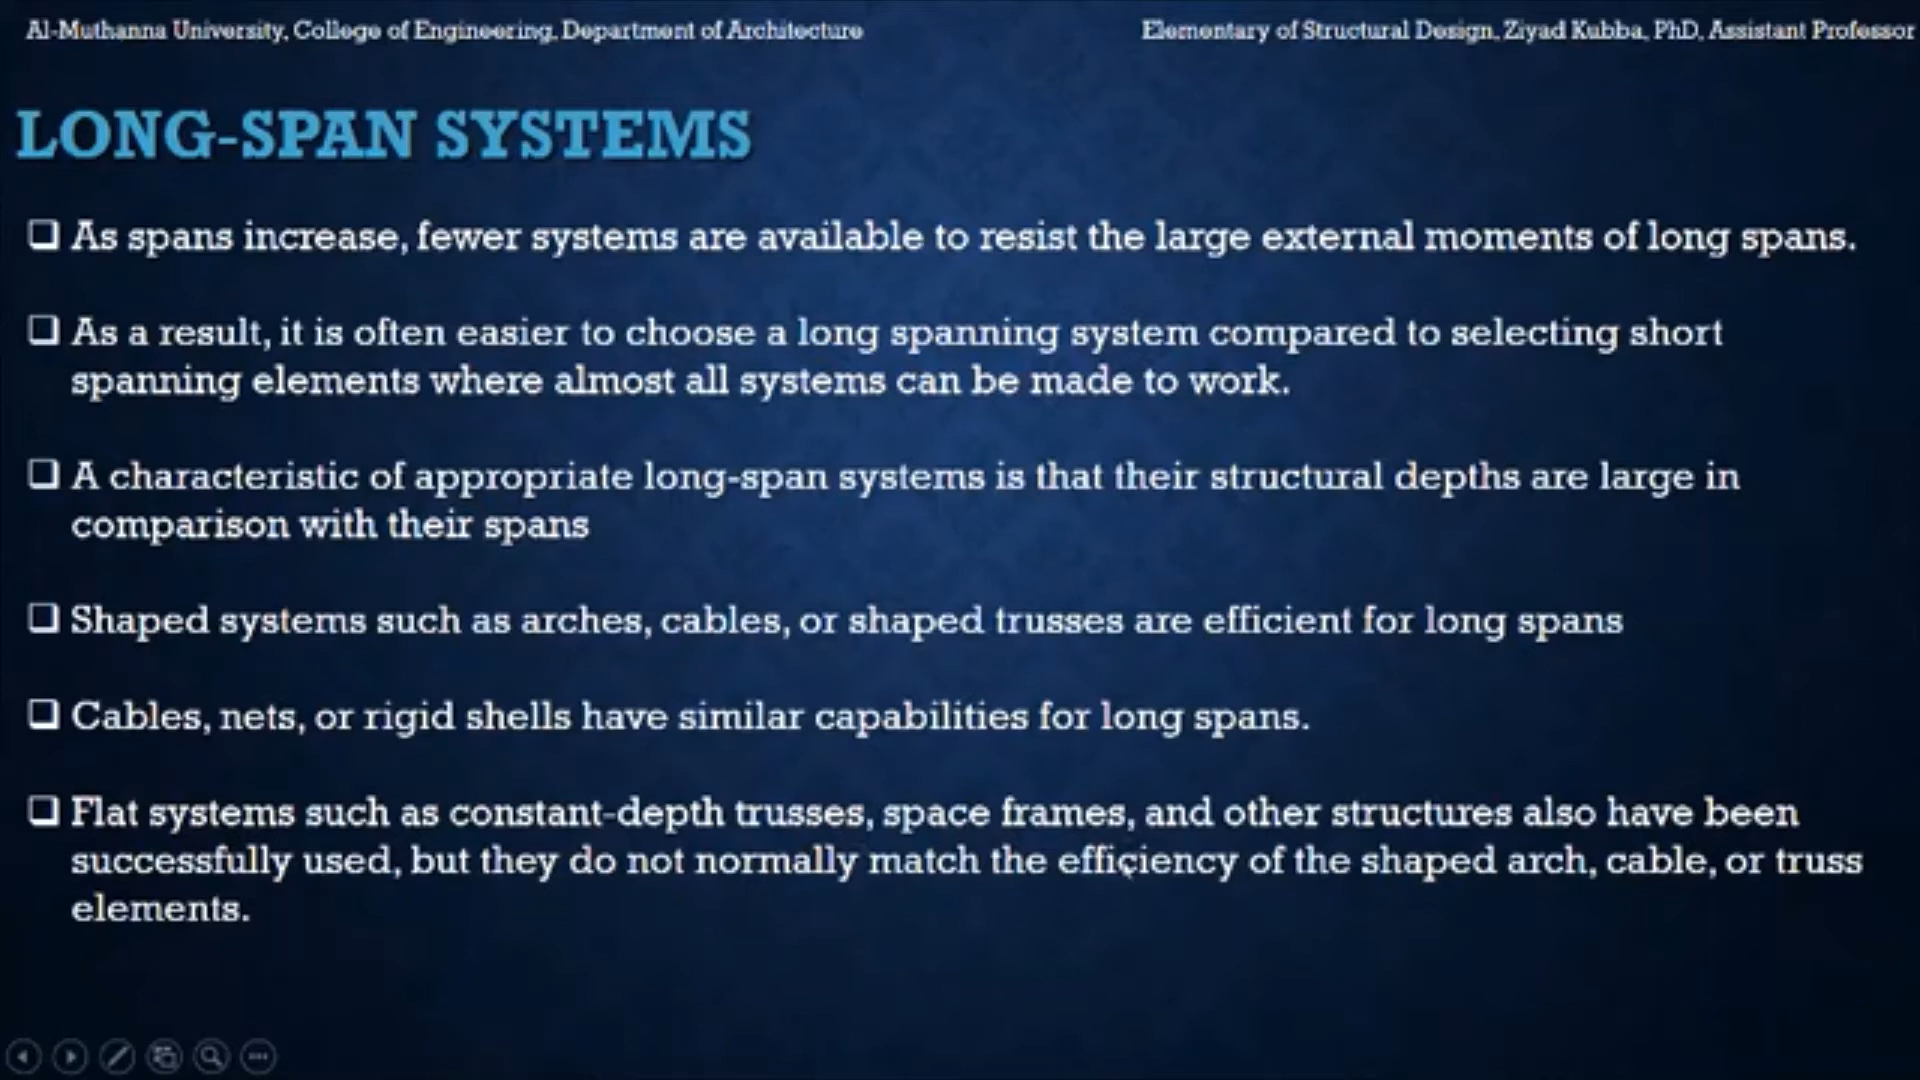 Al-Muthanna University, College of Engineering, Department of Architecture
Elementary of Structural Design, Ziyad Kubba, PhD, Assistant Professor
LONG-SPAN SYSTEMS
As spans increase, fewer systems are available to resist the large external moments of long spans.
As a result, it is often easier to choose a long spanning system compared to selecting short
spanning elements where almost all systems can be made to work.
A characteristic of appropriate long-span systems is that their structural depths are large in
comparison with their spans
Shaped systems such as arches, cables, or shaped trusses are efficient for long spans
Cables, nets, or rigid shells have similar capabilities for long spans.
Flat systems such as constant-depth trusses, space frames, and other structures also have been
successfully used, but they do not normally match the efficiency of the shaped arch, cable, or truss
elements.